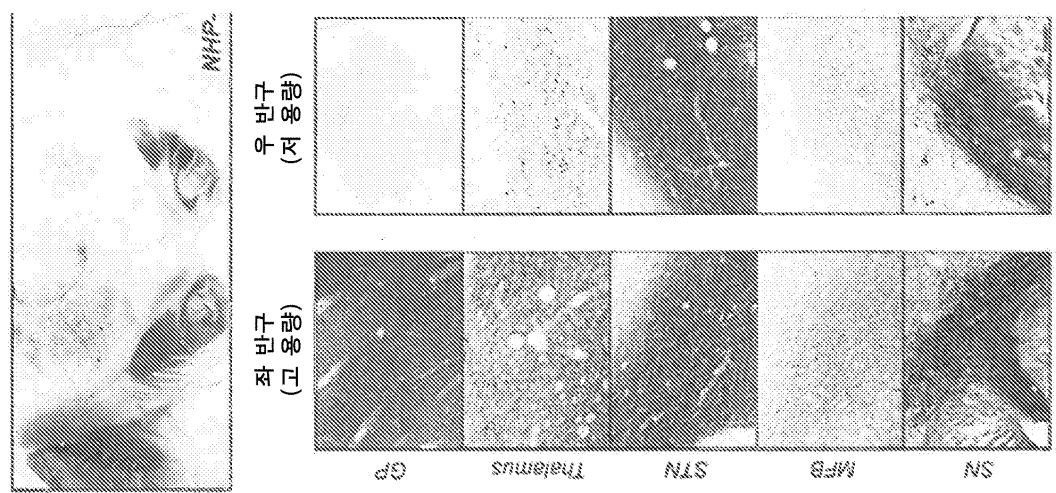 NHP-
좌 반구
(고 용량)
우 반구
(저 용량)
GP
Thalamus
STN
MFB
SN